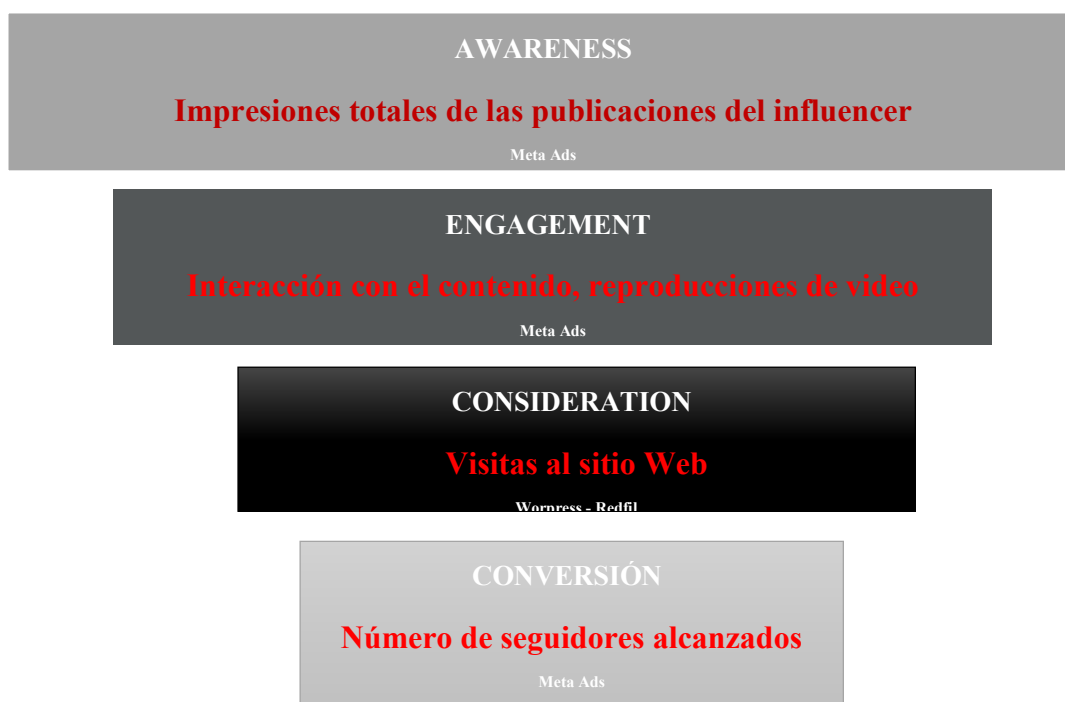 AWARENESS
Impresiones totales de las publicaciones del influencer
Meta Ads
ENGAGEMENT
Interacción con el contenido, reproducciones de video
Meta Ads
CONSIDERATION
Visitas al sitio Web
Worpress - Redfil
CONVERSIÓN
Número de seguidores alcanzados
Meta Ads